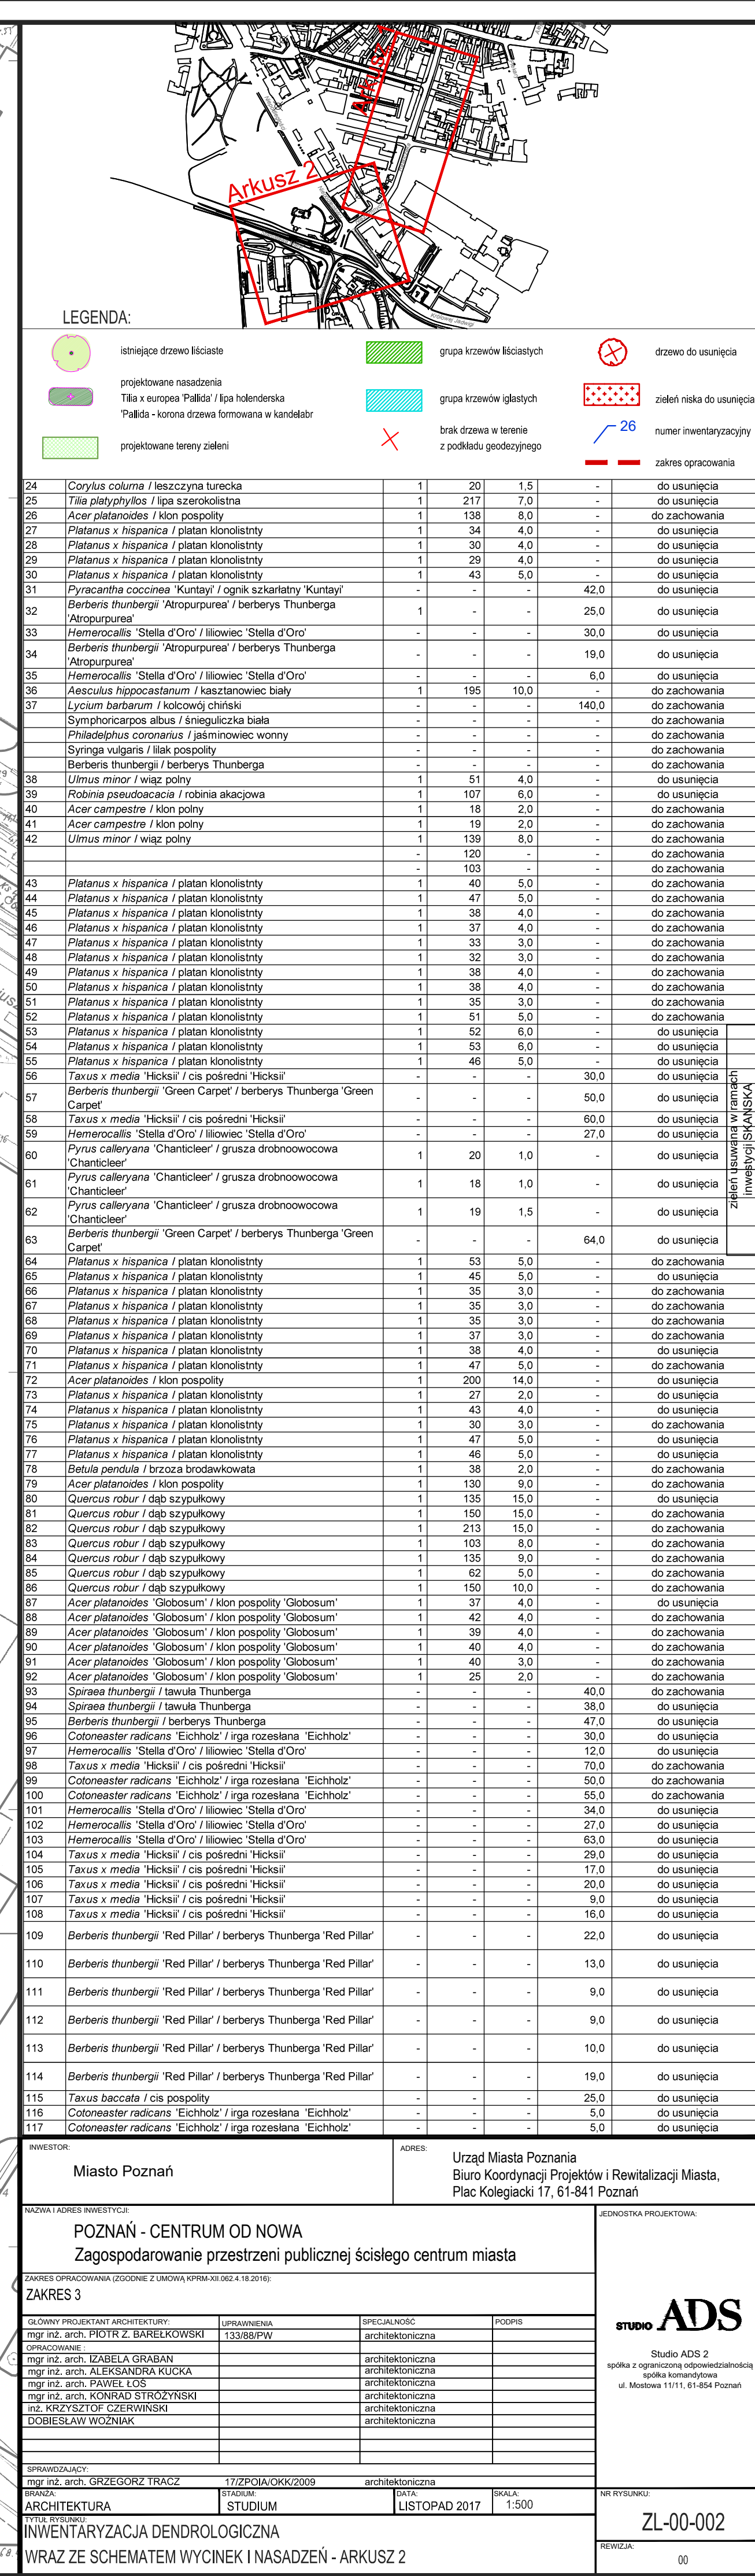 Arkusz 1
Arkusz 2
LEGENDA:
istniejące drzewo liściaste
projektowane nasadzenia
Tilia x europea 'Pallida' / lipa holenderska
'Pallida - korona drzewa formowana w kandelabr
projektowane tereny zieleni
grupa krzewów liściastych
grupa krzewów iglastych
brak drzewa w terenie
z podkładu geodezyjnego
drzewo do usunięcia
zieleń niska do usunięcia
26 numer inwentaryzacyjny
zakres opracowania
24 Corylus colurna / leszczyna turecka 1 20 1,5 - do usunięcia
25 Tilia platyphyllos / lipa szerokolistna 1 217 7,0 - do usunięcia
26 Acer platanoides / klon pospolity 1 138 8,0 - do zachowania
27 Platanus x hispanica / platan klonolistnty 1 34 4,0 - do usunięcia
28 Platanus x hispanica / platan klonolistnty 1 30 4,0 - do usunięcia
29 Platanus x hispanica / platan klonolistnty 1 29 4,0 - do usunięcia
30 Platanus x hispanica / platan klonolistnty 1 43 5,0 - do usunięcia
31 Pyracantha coccinea 'Kuntayi' / ognik szkarłatny 'Kuntayi' - - - 42,0 do usunięcia
32 Berberis thunbergii 'Atropurpurea' / berberys Thunberga
'Atropurpurea' 1 - - 25,0 do usunięcia
33 Hemerocallis 'Stella d'Oro' / liliowiec 'Stella d'Oro' - - - 30,0 do usunięcia
34 Berberis thunbergii 'Atropurpurea' / berberys Thunberga
'Atropurpurea' - - - 19,0 do usunięcia
35 Hemerocallis 'Stella d'Oro' / liliowiec 'Stella d'Oro' - - - 6,0 do usunięcia
36 Aesculus hippocastanum / kasztanowiec biały 1 195 10,0 - do zachowania
37 Lycium barbarum / kolcowój chiński - - - 140,0 do zachowania
Symphoricarpos albus / śnieguliczka biała - - - - do zachowania
Philadelphus coronarius / jaśminowiec wonny - - - - do zachowania
Syringa vulgaris / lilak pospolity - - - - do zachowania
Berberis thunbergii / berberys Thunberga - - - - do zachowania
38 Ulmus minor / wiąz polny 1 51 4,0 - do usunięcia
39 Robinia pseudoacacia / robinia akacjowa 1 107 6,0 - do zachowania
40 Acer campestre / klon polny 1 18 2,0 - do zachowania
41 Acer campestre / klon polny 1 19 2,0 - do zachowania
42 Ulmus minor / wiąz polny 1 139 8,0 - do zachowania
- 120 - - do zachowania
- 103 - - do zachowania
43 Platanus x hispanica / platan klonolistnty 1 40 5,0 - do zachowania
44 Platanus x hispanica / platan klonolistnty 1 47 5,0 - do zachowania
45 Platanus x hispanica / platan klonolistnty 1 38 4,0 - do zachowania
46 Platanus x hispanica / platan klonolistnty 1 37 4,0 - do zachowania
47 Platanus x hispanica / platan klonolistnty 1 33 3,0 - do zachowania
48 Platanus x hispanica / platan klonolistnty 1 32 3,0 - do zachowania
49 Platanus x hispanica / platan klonolistnty 1 38 4,0 - do zachowania
50 Platanus x hispanica / platan klonolistnty 1 38 4,0 - do zachowania
51 Platanus x hispanica / platan klonolistnty 1 35 3,0 - do zachowania
52 Platanus x hispanica / platan klonolistnty 1 51 5,0 - do zachowania
53 Platanus x hispanica / platan klonolistnty 1 52 6,0 - do usunięcia
54 Platanus x hispanica / platan klonolistnty 1 53 6,0 - do usunięcia
55 Platanus x hispanica / platan klonolistnty 1 46 5,0 - do usunięcia
56 Taxus x media 'Hicksii' / cis pośredni 'Hicksii' - - - 30,0 do usunięcia
57 Berberis thunbergii 'Green Carpet' / berberys Thunberga 'Green
Carpet' - - - 50,0 do usunięcia
58 Taxus x media 'Hicksii' / cis pośredni 'Hicksii' - - - 60,0 do usunięcia
59 Hemerocallis 'Stella d'Oro' / liliowiec 'Stella d'Oro' - - - 27,0 do usunięcia
60 Pyrus calleryana 'Chanticleer' / grusza drobnoowocowa
'Chanticleer' 1 20 1,0 - do usunięcia
61 Pyrus calleryana 'Chanticleer' / grusza drobnoowocowa
'Chanticleer' 1 18 1,0 - do usunięcia
62 Pyrus calleryana 'Chanticleer' / grusza drobnoowocowa
'Chanticleer' 1 19 1,5 - do usunięcia
63 Berberis thunbergii 'Green Carpet' / berberys Thunberga 'Green
Carpet' - - - 64,0 do usunięcia
zieleń usuwana w ramach
inwestycji SKANSKA
64 Platanus x hispanica / platan klonolistnty 1 53 5,0 - do zachowania
65 Platanus x hispanica / platan klonolistnty 1 45 5,0 - do usunięcia
66 Platanus x hispanica / platan klonolistnty 1 35 3,0 - do zachowania
67 Platanus x hispanica / platan klonolistnty 1 35 3,0 - do zachowania
68 Platanus x hispanica / platan klonolistnty 1 35 3,0 - do zachowania
69 Platanus x hispanica / platan klonolistnty 1 37 3,0 - do zachowania
70 Platanus x hispanica / platan klonolistnty 1 38 4,0 - do usunięcia
71 Platanus x hispanica / platan klonolistnty 1 47 5,0 - do zachowania
72 Acer platanoides / klon pospolity 1 200 14,0 - do zachowania
73 Platanus x hispanica / platan klonolistnty 1 27 2,0 - do usunięcia
74 Platanus x hispanica / platan klonolistnty 1 43 4,0 - do usunięcia
75 Platanus x hispanica / platan klonolistnty 1 30 3,0 - do zachowania
76 Platanus x hispanica / platan klonolistnty 1 47 5,0 - do usunięcia
77 Platanus x hispanica / platan klonolistnty 1 46 5,0 - do usunięcia
78 Betula pendula / brzoza brodawkowata 1 38 2,0 - do zachowania
79 Acer platanoides / klon pospolity 1 130 9,0 - do zachowania
80 Quercus robur / dąb szypułkowy 1 135 15,0 - do usunięcia
81 Quercus robur / dąb szypułkowy 1 150 15,0 - do zachowania
82 Quercus robur / dąb szypułkowy 1 213 15,0 - do zachowania
83 Quercus robur / dąb szypułkowy 1 103 8,0 - do zachowania
84 Quercus robur / dąb szypułkowy 1 135 9,0 - do zachowania
85 Quercus robur / dąb szypułkowy 1 62 5,0 - do zachowania
86 Quercus robur / dąb szypułkowy 1 150 10,0 - do zachowania
87 Acer platanoides 'Globosum' / klon pospolity 'Globosum' 1 37 4,0 - do usunięcia
88 Acer platanoides 'Globosum' / klon pospolity 'Globosum' 1 42 4,0 - do zachowania
89 Acer platanoides 'Globosum' / klon pospolity 'Globosum' 1 39 4,0 - do zachowania
90 Acer platanoides 'Globosum' / klon pospolity 'Globosum' 1 40 4,0 - do zachowania
91 Acer platanoides 'Globosum' / klon pospolity 'Globosum' 1 40 3,0 - do zachowania
92 Acer platanoides 'Globosum' / klon pospolity 'Globosum' 1 25 2,0 - do zachowania
93 Spiraea thunbergii / tawuła Thunberga - - - 40,0 do zachowania
94 Spiraea thunbergii / tawuła Thunberga - - - 38,0 do usunięcia
95 Berberis thunbergii / berberys Thunberga - - - 47,0 do usunięcia
96 Cotoneaster radicans 'Eichholz' / irga rozesłana 'Eichholz' - - - 30,0 do usunięcia
97 Hemerocallis 'Stella d'Oro' / liliowiec 'Stella d'Oro' - - - 12,0 do usunięcia
98 Taxus x media 'Hicksii' / cis pośredni 'Hicksii' - - - 70,0 do zachowania
99 Cotoneaster radicans 'Eichholz' / irga rozesłana 'Eichholz' - - - 50,0 do zachowania
100 Cotoneaster radicans 'Eichholz' / irga rozesłana 'Eichholz' - - - 55,0 do zachowania
101 Hemerocallis 'Stella d'Oro' / liliowiec 'Stella d'Oro' - - - 34,0 do usunięcia
102 Hemerocallis 'Stella d'Oro' / liliowiec 'Stella d'Oro' - - - 27,0 do usunięcia
103 Hemerocallis 'Stella d'Oro' / liliowiec 'Stella d'Oro' - - - 63,0 do usunięcia
104 Taxus x media 'Hicksii' / cis pośredni 'Hicksii' - - - 29,0 do usunięcia
105 Taxus x media 'Hicksii' / cis pośredni 'Hicksii' - - - 17,0 do usunięcia
106 Taxus x media 'Hicksii' / cis pośredni 'Hicksii' - - - 20,0 do usunięcia
107 Taxus x media 'Hicksii' / cis pośredni 'Hicksii' - - - 9,0 do usunięcia
108 Taxus x media 'Hicksii' / cis pośredni 'Hicksii' - - - 16,0 do usunięcia
109 Berberis thunbergii 'Red Pillar' / berberys Thunberga 'Red Pillar' - - - 22,0 do usunięcia
110 Berberis thunbergii 'Red Pillar' / berberys Thunberga 'Red Pillar' - - - 13,0 do usunięcia
111 Berberis thunbergii 'Red Pillar' / berberys Thunberga 'Red Pillar' - - - 9,0 do usunięcia
112 Berberis thunbergii 'Red Pillar' / berberys Thunberga 'Red Pillar' - - - 9,0 do usunięcia
113 Berberis thunbergii 'Red Pillar' / berberys Thunberga 'Red Pillar' - - - 10,0 do usunięcia
114 Berberis thunbergii 'Red Pillar' / berberys Thunberga 'Red Pillar' - - - 19,0 do usunięcia
115 Taxus baccata / cis pospolity - - - 25,0 do usunięcia
116 Cotoneaster radicans 'Eichholz' / irga rozesłana 'Eichholz' - - - 5,0 do usunięcia
117 Cotoneaster radicans 'Eichholz' / irga rozesłana 'Eichholz' - - - 5,0 do usunięcia
INWESTOR:
Miasto Poznań
ADRES:
Urząd Miasta Poznania
Biuro Koordynacji Projektów i Rewitalizacji Miasta,
Plac Kolegiacki 17, 61-841 Poznań
NAZWA I ADRES INWESTYCJI:
POZNAŃ - CENTRUM OD NOWA
Zagospodarowanie przestrzeni publicznej ścisłego centrum miasta
ZAKRES OPRACOWANIA (ZGODNIE Z UMOWĄ KPRM-XII.062.4.18.2016):
ZAKRES 3
JEDNOSTKA PROJEKTOWA:
STUDIO ADS
Studio ADS 2
spółka z ograniczoną odpowiedzialnością
spółka komandytowa
ul. Mostowa 11/11, 61-854 Poznań
GŁÓWNY PROJEKTANT ARCHITEKTURY: UPRAWNIENIA SPECJALNOŚĆ PODPIS
mgr inż. arch. PIOTR Z. BAREŁKOWSKI 133/88/PW architektoniczna
OPRACOWANIE :
mgr inż. arch. IZABELA GRABAN architektoniczna
mgr inż. arch. ALEKSANDRA KUCKA architektoniczna
mgr inż. arch. PAWEŁ ŁOŚ architektoniczna
mgr inż. arch. KONRAD STRÓŻYŃSKI architektoniczna
inż. KRZYSZTOF CZERWIŃSKI architektoniczna
DOBIESŁAW WOŹNIAK architektoniczna
SPRAWDZAJĄCY:
mgr inż. arch. GRZEGORZ TRACZ 17/ZPOIA/OKK/2009 architektoniczna
BRANŻA: STADIUM: DATA: SKALA:
ARCHITEKTURA STUDIUM LISTOPAD 2017 1:500
NR RYSUNKU:
ZL-00-002
TYTUŁ RYSUNKU:
INWENTARYZACJA DENDROLOGICZNA
WRAZ ZE SCHEMATEM WYCINEK I NASADZEŃ - ARKUSZ 2
REWIZJA:
00